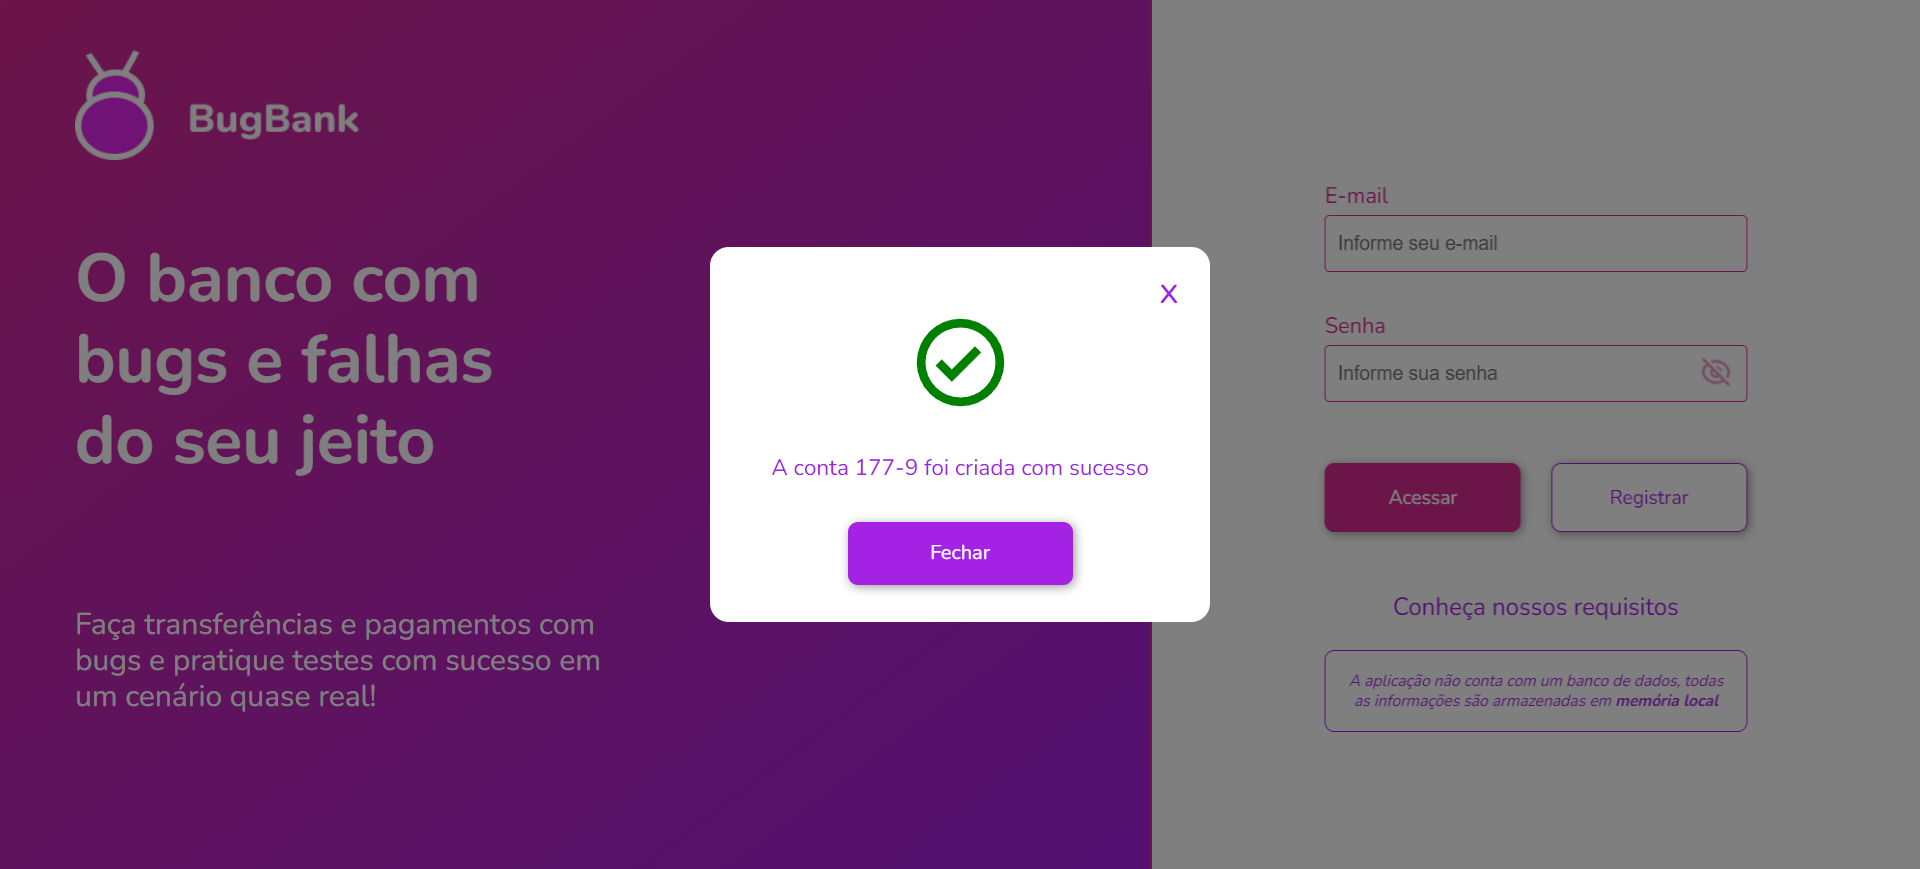 BugBank
O banco com
bugs e falhas
do seu jeito
Faça transferências e pagamentos com
bugs e pratique testes com sucesso em
um cenário quase real!
X
A conta 177-9 foi criada com sucesso
Fechar
E-mail
Informe seu e-mail
Senha
Informe sua senha
Acessar
Registrar
Conheça nossos requisitos
A aplicação não conta com um banco de dados, todas
as informações são armazenadas em memória local